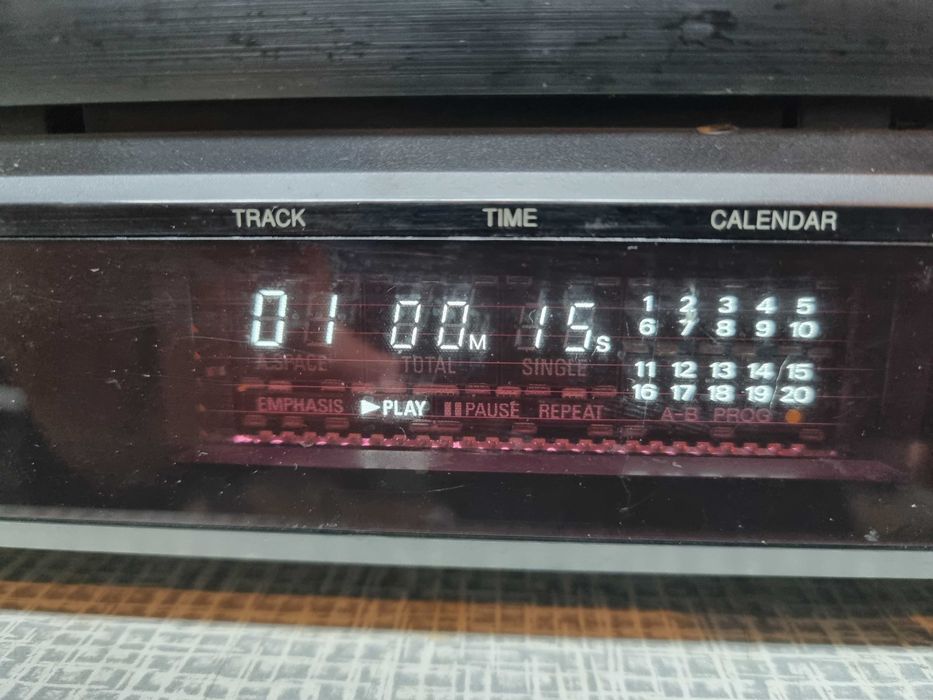 TRACK TIME CALENDAR
01 00M 15S 1 2 3 4 5
6 7 8 9 10
SPACE TOTAL SINGLE 11 12 13 14 15
16 17 18 19 20
EMPHASIS ▶PLAY ▮▮PAUSE REPEAT A-B PROG